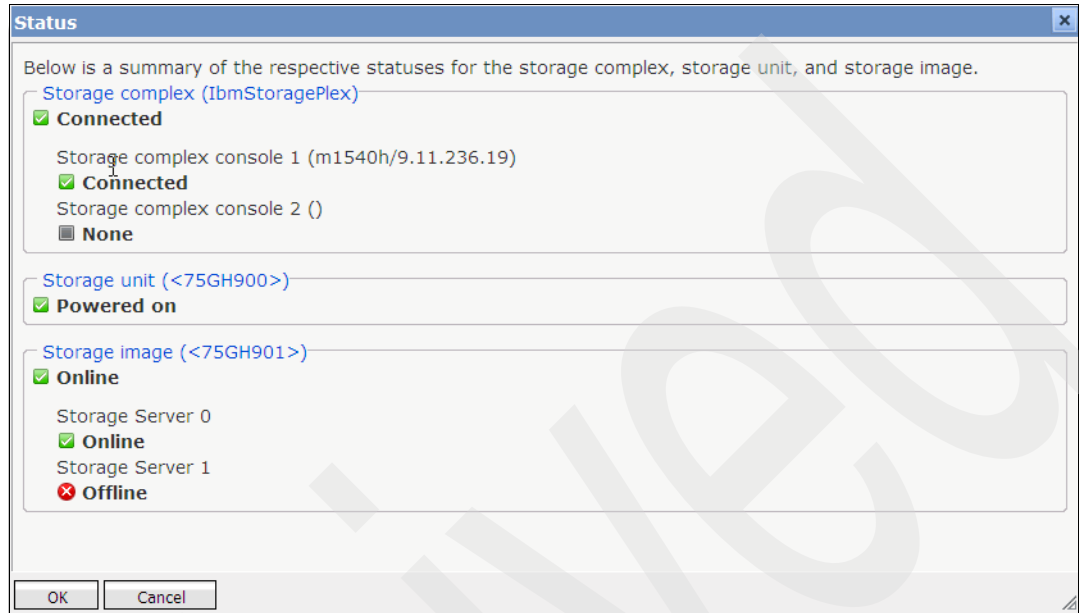 Status
Below is a summary of the respective statuses for the storage complex, storage unit, and storage image.
Storage complex (IbmStoragePlex)
Connected
Storage complex console 1 (m1540h/9.11.236.19)
Connected
Storage complex console 2 ()
None
Storage unit (<75GH900>)
Powered on
Storage image (<75GH901>)
Online
Storage Server 0
Online
Storage Server 1
Offline
OK Cancel